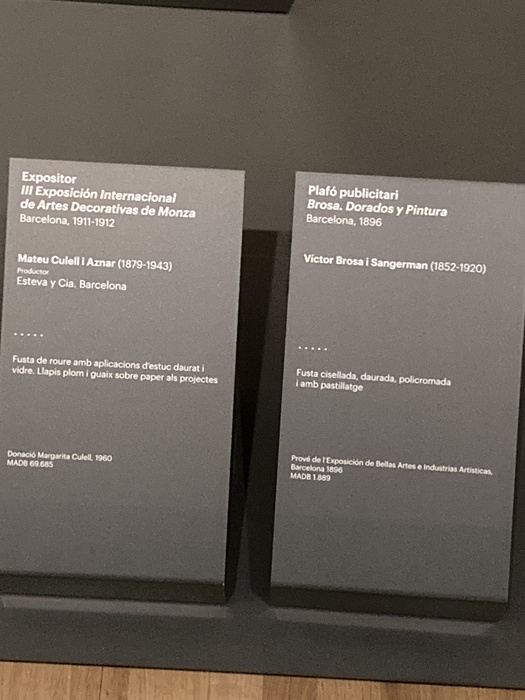 Expositor
III Exposición Internacional
de Artes Decorativas de Monza
Barcelona, 1911-1912
Mateu Culell i Aznar (1879-1943)
Productor
Esteva y Cia. Barcelona
.....
Fusta de roure amb aplicacions d'estuc daurat i
vidre. Llapis plom i guaix sobre paper als projectes
Donació Margarita Culell, 1960
MADB 69.685
Plafó publicitari
Brosa. Dorados y Pintura
Barcelona, 1896
Víctor Brosa i Sangerman (1852-1920)
.....
Fusta cisellada, daurada, policromada
i amb pastillatge
Prové de l'Exposición de Bellas Artes e Industrias Artísticas,
Barcelona 1896
MADB 1.889